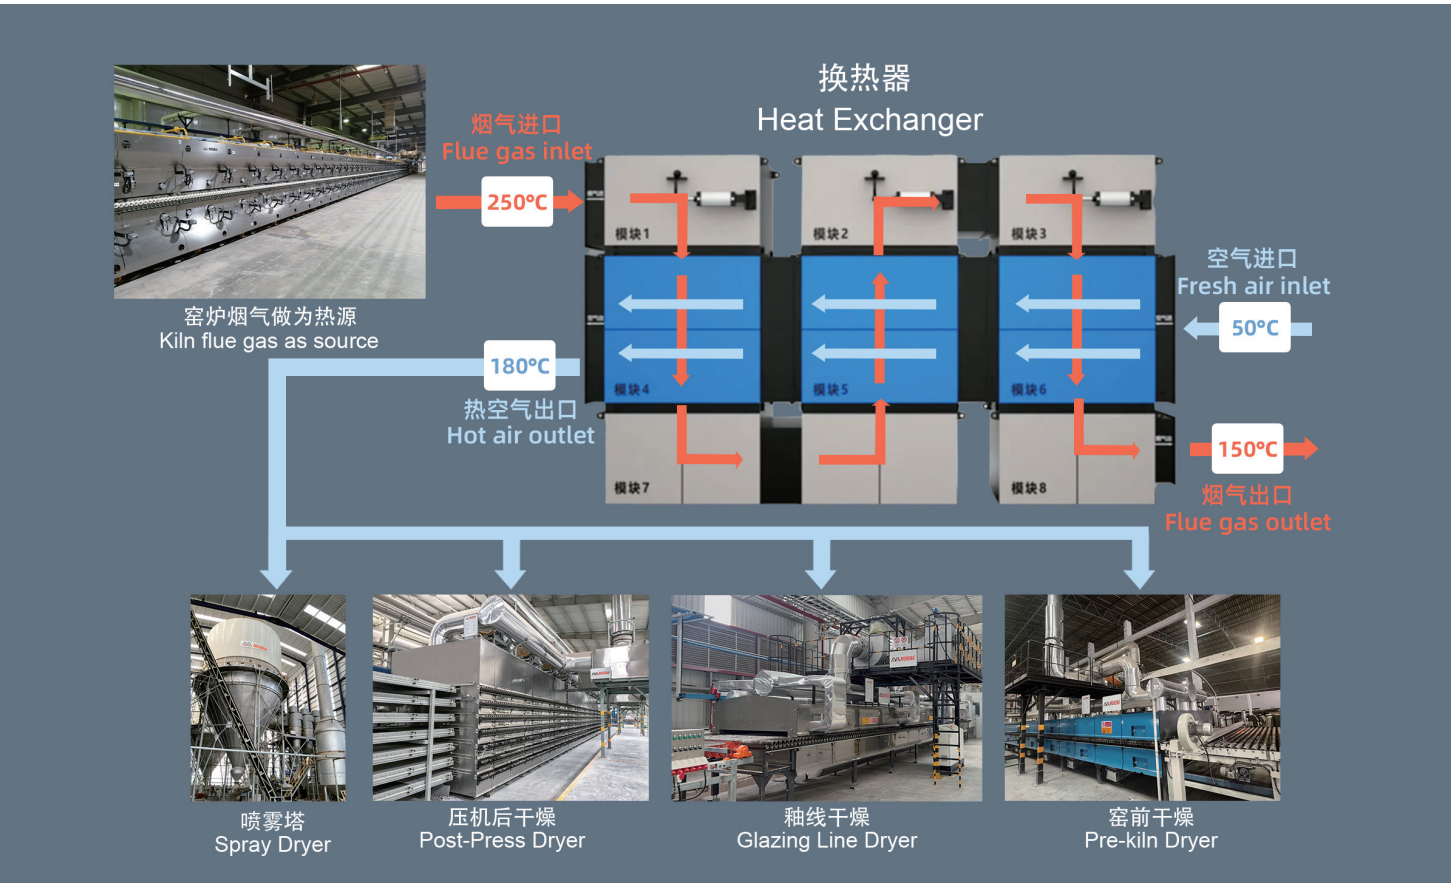 换热器
Heat Exchanger
烟气进口
Flue gas inlet
250°C
模块1
模块2
模块3
空气进口
Fresh air inlet
50°C
窑炉烟气做为热源
Kiln flue gas as source
180°C
热空气出口
Hot air outlet
模块4
模块5
模块6
模块7
模块8
150°C
烟气出口
Flue gas outlet
喷雾塔
Spray Dryer
压机后干燥
Post-Press Dryer
釉线干燥
Glazing Line Dryer
窑前干燥
Pre-kiln Dryer